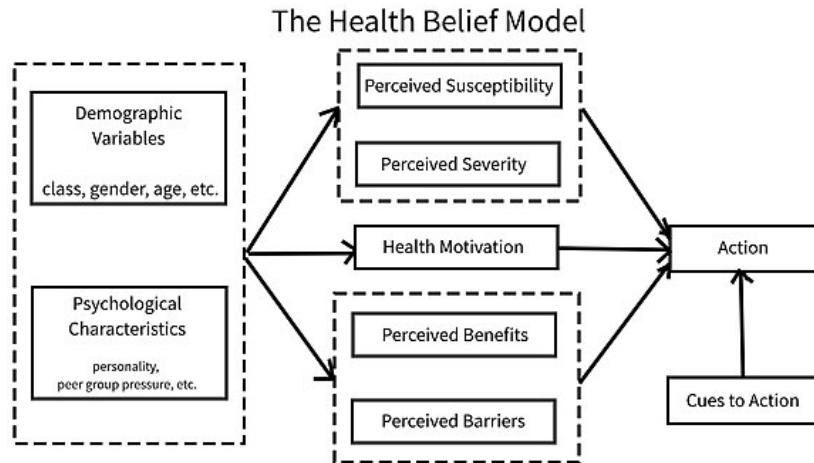 The Health Belief Model
Demographic
Variables
class, gender, age, etc.
Psychological
Characteristics
personality,
peer group pressure, etc.
Perceived Susceptibility
Perceived Severity
Health Motivation
Perceived Benefits
Perceived Barriers
Action
Cues to Action